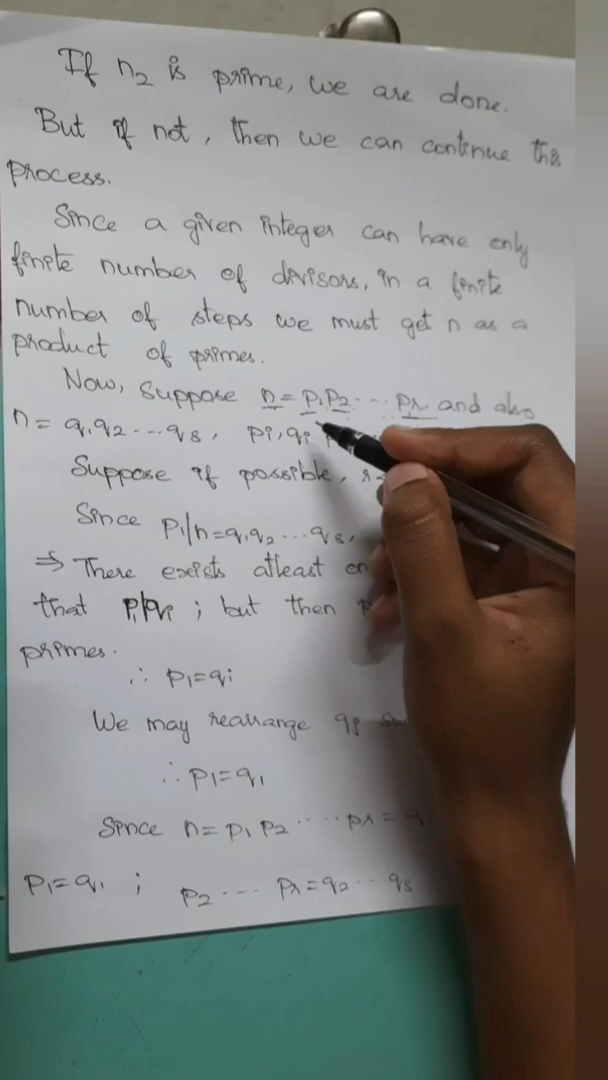 If n₂ is prime, we are done.
But if not, then we can continue this
process.
Since a given integer can have only
finite number of divisors, in a finite
number of steps we must get n as a
product of primes.
Now, suppose n = p₁p₂ ... pᵣ and also
n = q₁q₂ ... qₛ, pᵢ, qᵢ
Suppose if possible,
Since p₁/n = q₁q₂ ... qₛ,
⇒ There exists atleast
that p₁/qᵢ ; but then
primes.
∴ p₁ = qᵢ
We may rearrange qs
∴ p₁ = q₁
Since n = p₁ p₂ ..... pᵣ =
p₁ = q₁ ; p₂ ... pᵣ = q₂ .. qₛ